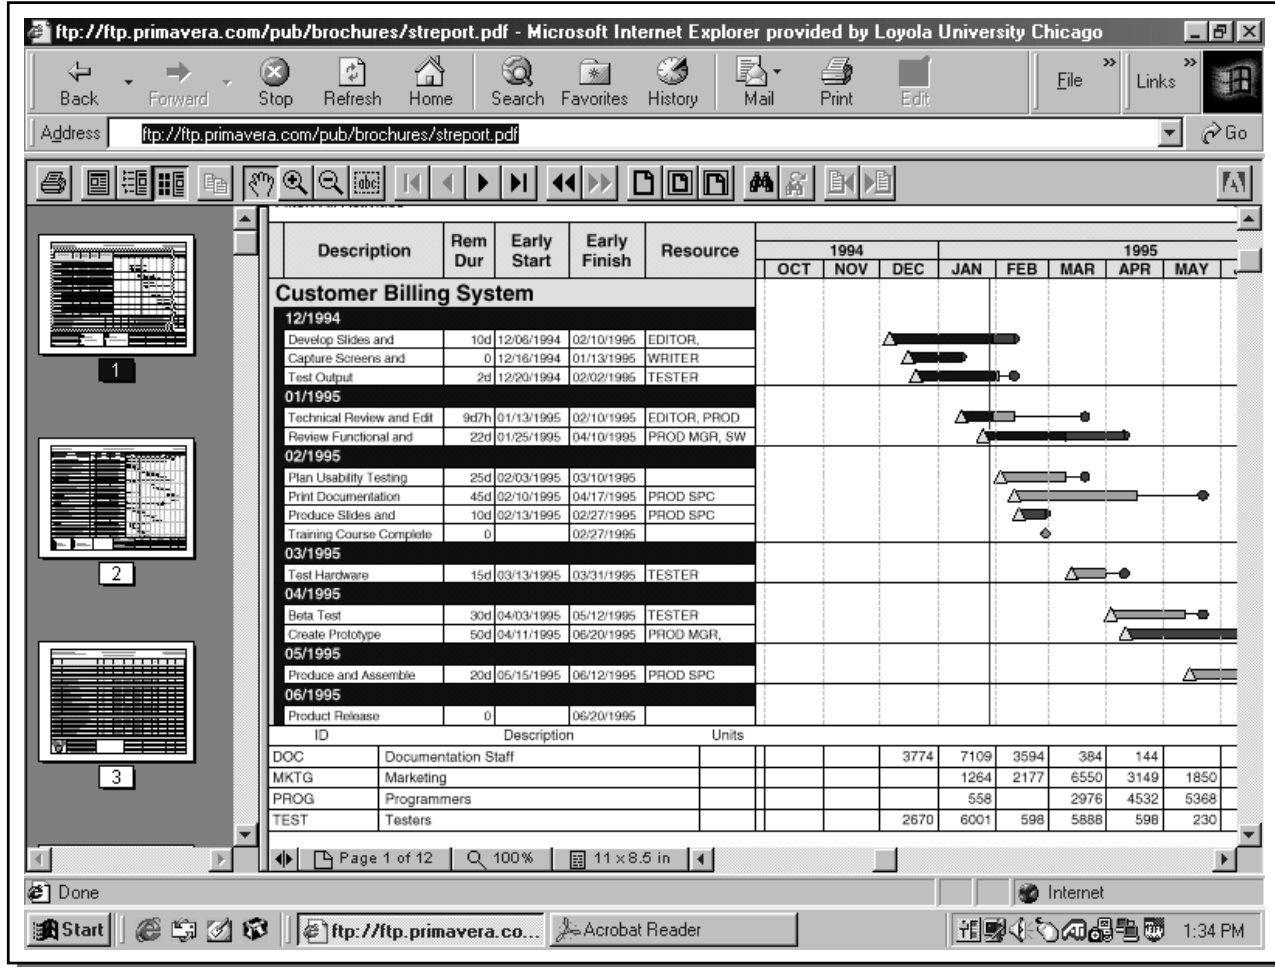 ftp://ftp.primavera.com/pub/brochures/streport.pdf - Microsoft Internet Explorer provided by Loyola University Chicago
Back Forward Stop Refresh Home Search Favorites History Mail Print Edit File » Links »
Address ftp://ftp.primavera.com/pub/brochures/streport.pdf Go
abc
Description Rem Dur Early Start Early Finish Resource
1994 1995
OCT NOV DEC JAN FEB MAR APR MAY
Customer Billing System
12/1994
Develop Slides and 10d 12/06/1994 02/10/1995 EDITOR,
Capture Screens and 0 12/16/1994 01/13/1995 WRITER
Test Output 2d 12/20/1994 02/02/1995 TESTER
01/1995
Technical Review and Edit 9d7h 01/13/1995 02/10/1995 EDITOR, PROD
Review Functional and 22d 01/25/1995 04/10/1995 PROD MGR, SW
02/1995
Plan Usability Testing 25d 02/03/1995 03/10/1995
Print Documentation 45d 02/10/1995 04/17/1995 PROD SPC
Produce Slides and 10d 02/13/1995 02/27/1995 PROD SPC
Training Course Complete 0 02/27/1995
03/1995
Test Hardware 15d 03/13/1995 03/31/1995 TESTER
04/1995
Beta Test 30d 04/03/1995 05/12/1995 TESTER
Create Prototype 50d 04/11/1995 06/20/1995 PROD MGR,
05/1995
Produce and Assemble 20d 05/15/1995 06/12/1995 PROD SPC
06/1995
Product Release 0 06/20/1995
ID Description Units
DOC Documentation Staff 3774 7109 3594 384 144
MKTG Marketing 1264 2177 6550 3149 1850
PROG Programmers 558 2976 4532 5368
TEST Testers 2670 6001 598 5888 598 230
1
2
3
Page 1 of 12 100% 11 x 8.5 in
Done Internet
Start ftp://ftp.primavera.co... Acrobat Reader 1:34 PM